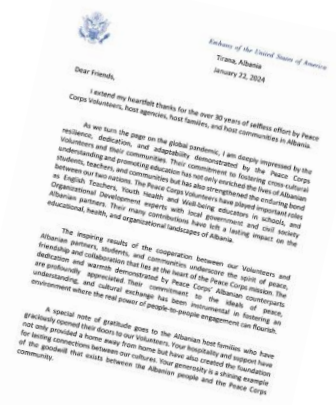 Embassy of the United States of America
Tirana, Albania
January 22, 2024
Dear Friends,
I extend my heartfelt thanks for the over 30 years of selfless effort by Peace
Corps Volunteers, host agencies, host families, and host communities in Albania.
As we turn the page on the global pandemic, I am deeply impressed by the
resilience, dedication, and adaptability demonstrated by the Peace Corps
Volunteers and their communities. Their commitment to fostering cross-cultural
understanding and promoting education has not only enriched the lives of Albanian
students, teachers, and communities but has also strengthened the enduring bond
between our two nations. The Peace Corps Volunteers have played important roles
as English Teachers, Youth Health and Well-being educators in schools, and
Organizational Development experts with local government and civil society
Albanian partners. Their many contributions have left a lasting impact on the
educational, health, and organizational landscapes of Albania.
The inspiring results of the cooperation between our Volunteers and
Albanian partners, students, and communities underscore the spirit of peace,
friendship and collaboration that lies at the heart of the Peace Corps mission. The
dedication and warmth demonstrated by Peace Corps' Albanian counterparts
are profoundly appreciated. Their commitment to the ideals of peace,
understanding, and cultural exchange has been instrumental in fostering an
environment where the real power of people-to-people engagement can flourish.
A special note of gratitude goes to the Albanian host families who have
graciously opened their doors to our Volunteers. Your hospitality and support have
not only provided a home away from home but have also created the foundation
for lasting connections between our cultures. Your generosity is a shining example
of the goodwill that exists between the Albanian people and the Peace Corps
community.